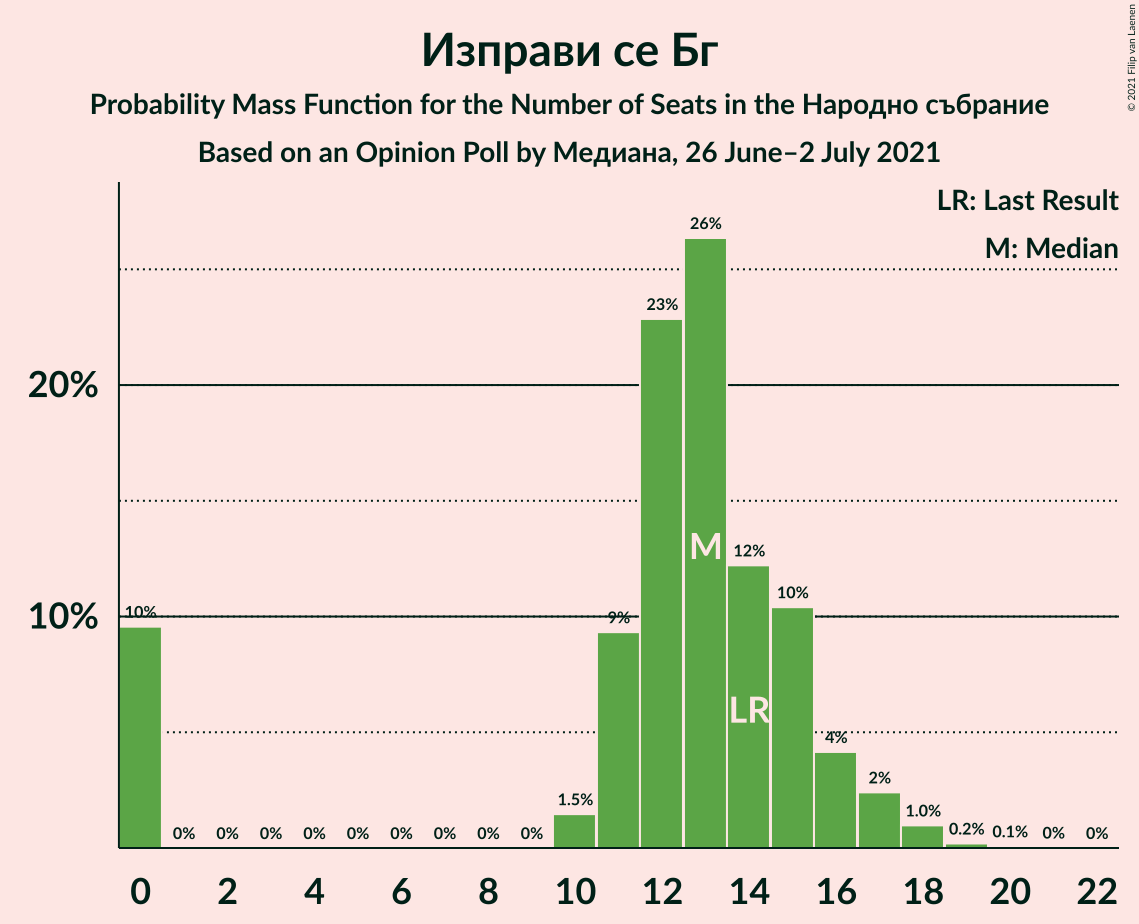 Изправи се Бг
Probability Mass Function for the Number of Seats in the Народно събрание
Based on an Opinion Poll by Медиана, 26 June–2 July 2021
© 2021 Filip van Laenen
LR: Last Result
M: Median
20%
10%
10%
0%
0%
0%
0%
0%
0%
0%
0%
0%
1.5%
9%
23%
26%
12%
10%
4%
2%
1.0%
0.2%
0.1%
0%
0%
M
LR
0 2 4 6 8 10 12 14 16 18 20 22